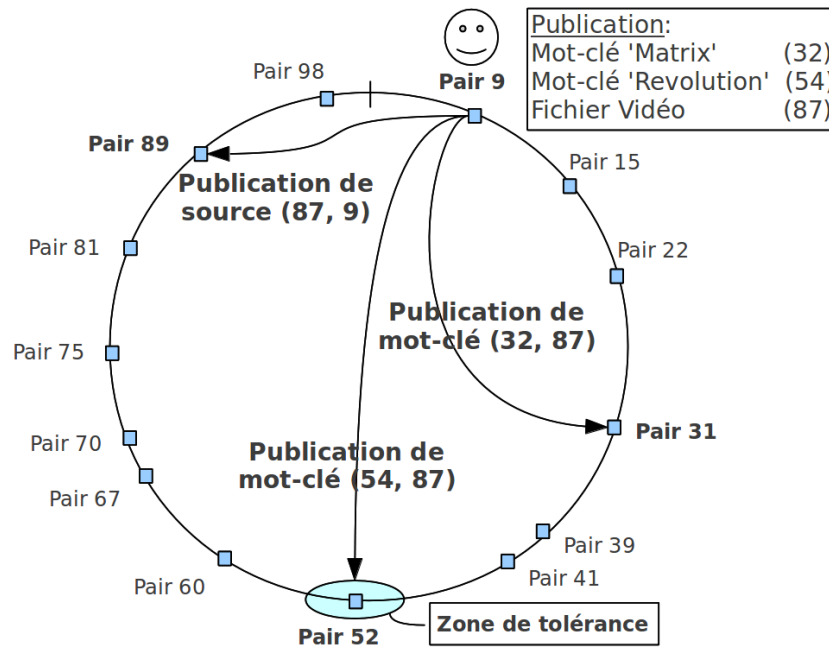 Publication:
Mot-clé 'Matrix' (32)
Mot-clé 'Revolution' (54)
Fichier Vidéo (87)
Pair 98
Pair 9
Pair 89
Pair 15
Publication de
source (87, 9)
Pair 81
Pair 22
Publication de
mot-clé (32, 87)
Pair 75
Pair 31
Pair 70
Publication de
mot-clé (54, 87)
Pair 67
Pair 39
Pair 41
Pair 60
Pair 52
Zone de tolérance